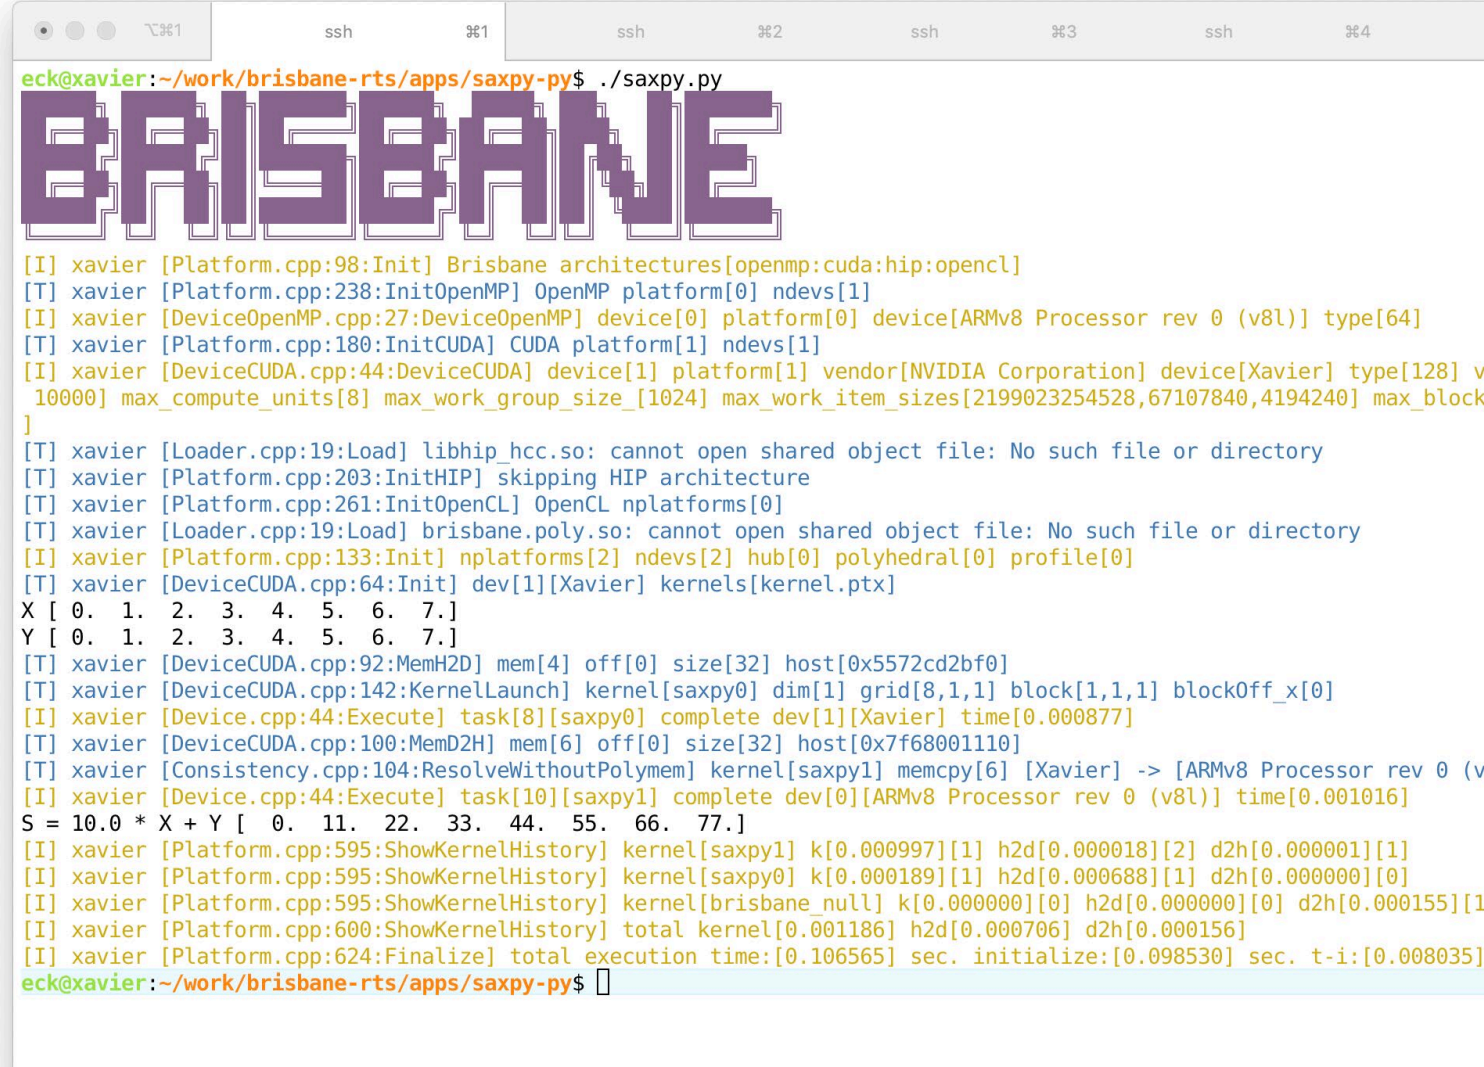 ⌥⌘1 ssh ⌘1 ssh ⌘2 ssh ⌘3 ssh ⌘4
eck@xavier:~/work/brisbane-rts/apps/saxpy-py$ ./saxpy.py
BRISBANE
[I] xavier [Platform.cpp:98:Init] Brisbane architectures[openmp:cuda:hip:opencl]
[T] xavier [Platform.cpp:238:InitOpenMP] OpenMP platform[0] ndevs[1]
[I] xavier [DeviceOpenMP.cpp:27:DeviceOpenMP] device[0] platform[0] device[ARMv8 Processor rev 0 (v8l)] type[64]
[T] xavier [Platform.cpp:180:InitCUDA] CUDA platform[1] ndevs[1]
[I] xavier [DeviceCUDA.cpp:44:DeviceCUDA] device[1] platform[1] vendor[NVIDIA Corporation] device[Xavier] type[128] v
10000] max_compute_units[8] max_work_group_size_[1024] max_work_item_sizes[2199023254528,67107840,4194240] max_block
]
[T] xavier [Loader.cpp:19:Load] libhip_hcc.so: cannot open shared object file: No such file or directory
[T] xavier [Platform.cpp:203:InitHIP] skipping HIP architecture
[T] xavier [Platform.cpp:261:InitOpenCL] OpenCL nplatforms[0]
[T] xavier [Loader.cpp:19:Load] brisbane.poly.so: cannot open shared object file: No such file or directory
[I] xavier [Platform.cpp:133:Init] nplatforms[2] ndevs[2] hub[0] polyhedral[0] profile[0]
[T] xavier [DeviceCUDA.cpp:64:Init] dev[1][Xavier] kernels[kernel.ptx]
X [ 0.  1.  2.  3.  4.  5.  6.  7.]
Y [ 0.  1.  2.  3.  4.  5.  6.  7.]
[T] xavier [DeviceCUDA.cpp:92:MemH2D] mem[4] off[0] size[32] host[0x5572cd2bf0]
[T] xavier [DeviceCUDA.cpp:142:KernelLaunch] kernel[saxpy0] dim[1] grid[8,1,1] block[1,1,1] blockOff_x[0]
[I] xavier [Device.cpp:44:Execute] task[8][saxpy0] complete dev[1][Xavier] time[0.000877]
[T] xavier [DeviceCUDA.cpp:100:MemD2H] mem[6] off[0] size[32] host[0x7f68001110]
[T] xavier [Consistency.cpp:104:ResolveWithoutPolymem] kernel[saxpy1] memcpy[6] [Xavier] -> [ARMv8 Processor rev 0 (v
[I] xavier [Device.cpp:44:Execute] task[10][saxpy1] complete dev[0][ARMv8 Processor rev 0 (v8l)] time[0.001016]
S = 10.0 * X + Y [  0.  11.  22.  33.  44.  55.  66.  77.]
[I] xavier [Platform.cpp:595:ShowKernelHistory] kernel[saxpy1] k[0.000997][1] h2d[0.000018][2] d2h[0.000001][1]
[I] xavier [Platform.cpp:595:ShowKernelHistory] kernel[saxpy0] k[0.000189][1] h2d[0.000688][1] d2h[0.000000][0]
[I] xavier [Platform.cpp:595:ShowKernelHistory] kernel[brisbane_null] k[0.000000][0] h2d[0.000000][0] d2h[0.000155][1
[I] xavier [Platform.cpp:600:ShowKernelHistory] total kernel[0.001186] h2d[0.000706] d2h[0.000156]
[I] xavier [Platform.cpp:624:Finalize] total execution time:[0.106565] sec. initialize:[0.098530] sec. t-i:[0.008035]
eck@xavier:~/work/brisbane-rts/apps/saxpy-py$